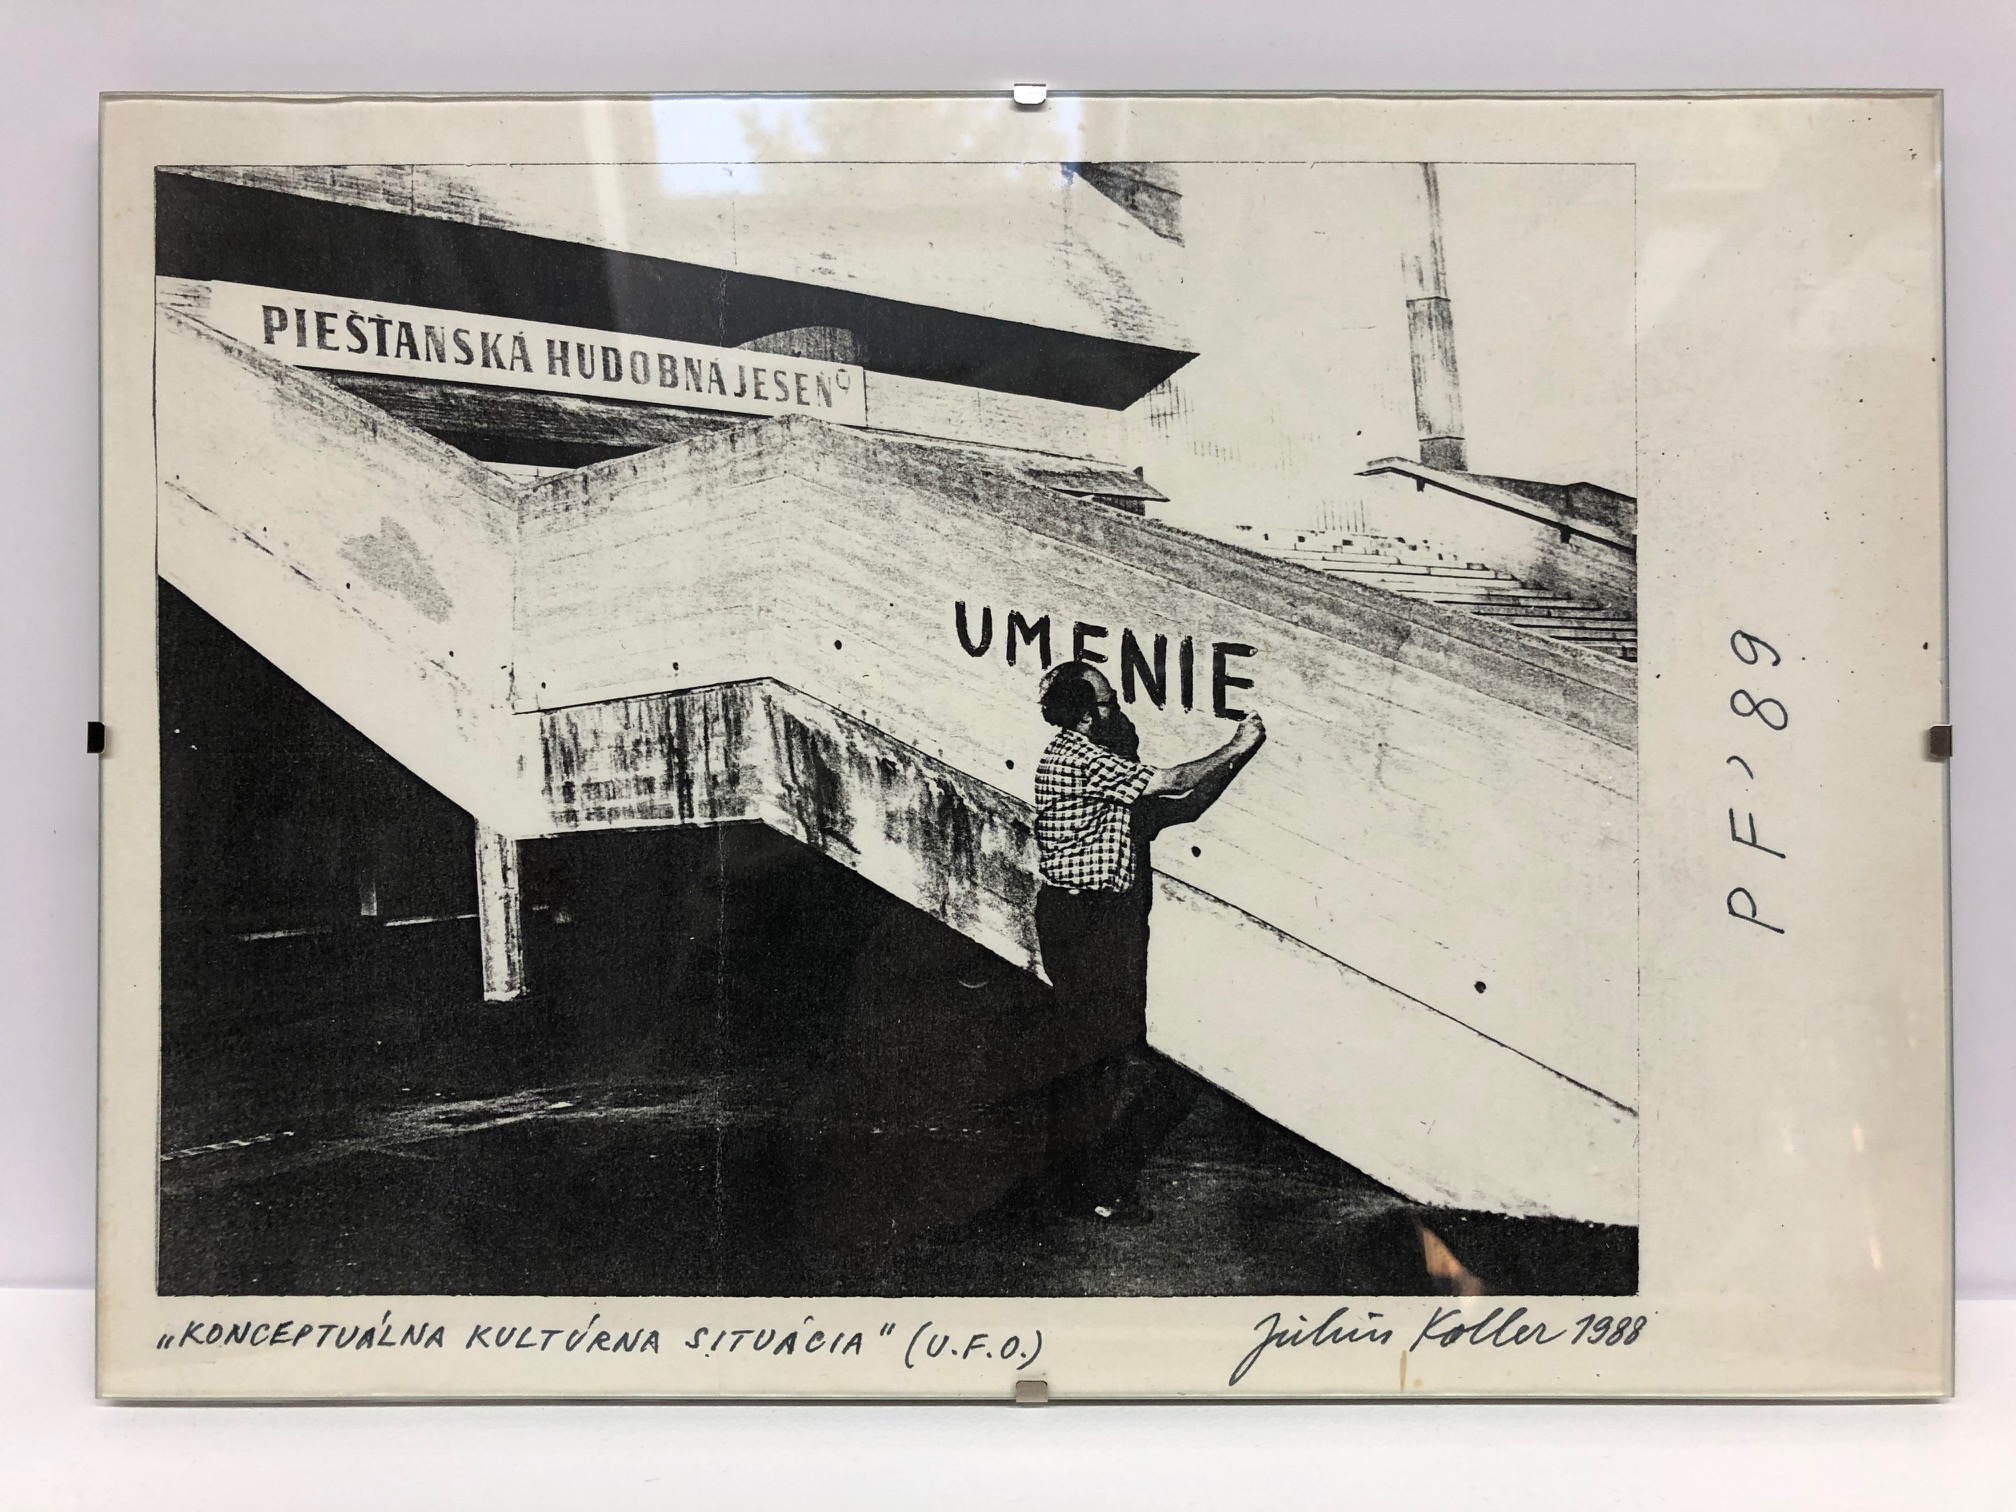 PIEŠŤANSKÁ HUDOBNÁ JESEŇ
UMENIE
PF '89
„KONCEPTUÁLNA KULTÚRNA SITUÁCIA" (U.F.O.)
Július Koller 1988